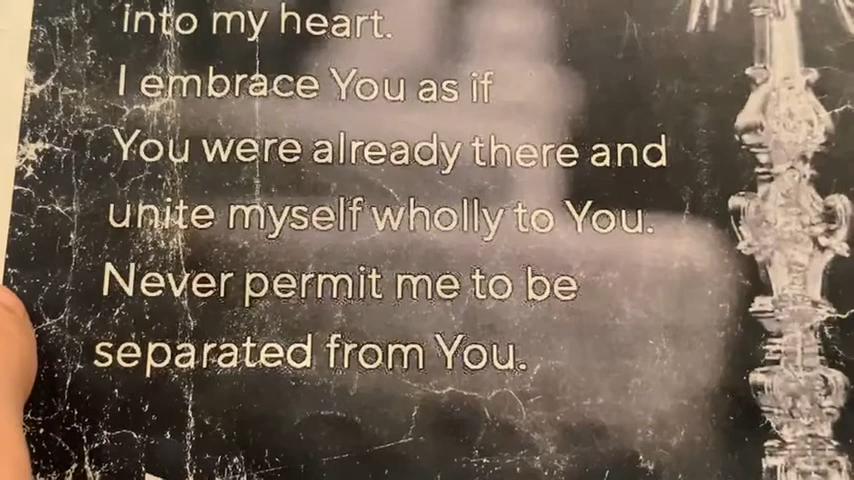 into my heart.
I embrace You as if
You were already there and
unite myself wholly to You.
Never permit me to be
separated from You.